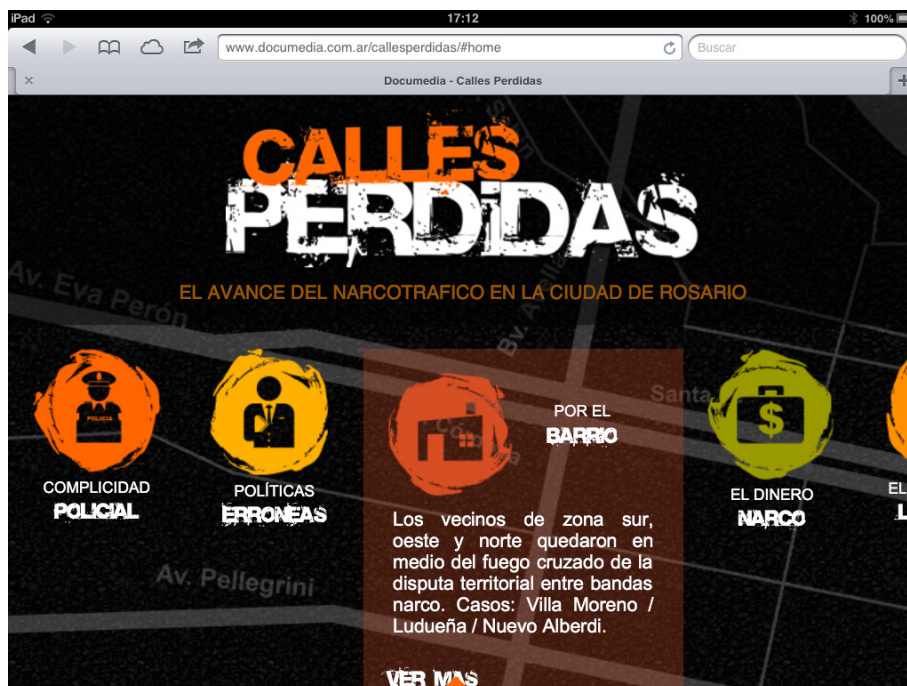 iPad
17:12
100%
www.documedia.com.ar/callesperdidas/#home
Buscar
Documedia - Calles Perdidas
CALLES
PERDIDAS
EL AVANCE DEL NARCOTRAFICO EN LA CIUDAD DE ROSARIO
Av. Eva Perón
Bv. Avella
Santa
POLICIA
COMPLICIDAD
POLICIAL
POLÍTICAS
ERRONEAS
POR EL
BARRIO
Los vecinos de zona sur,
oeste y norte quedaron en
medio del fuego cruzado de la
disputa territorial entre bandas
narco. Casos: Villa Moreno /
Ludueña / Nuevo Alberdi.
VER MAS
$
EL DINERO
NARCO
EL
L
Av. Pellegrini